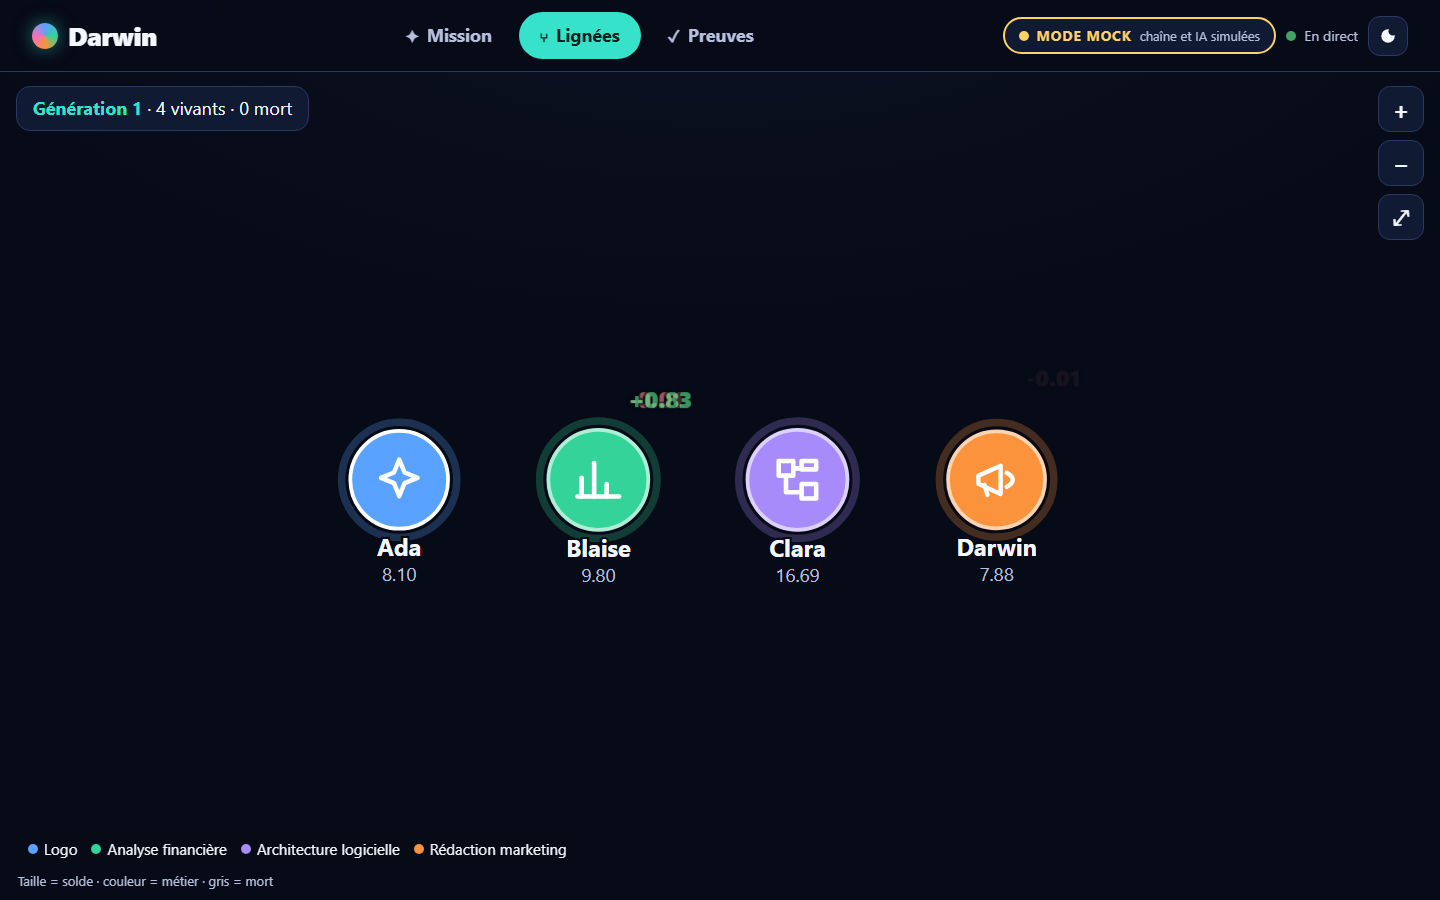 Darwin
Mission
Lignées
Preuves
MODE MOCK chaîne et IA simulées
En direct
Génération 1 · 4 vivants · 0 mort
-0.01
+0.83
Ada
8.10
Blaise
9.80
Clara
16.69
Darwin
7.88
Logo
Analyse financière
Architecture logicielle
Rédaction marketing
Taille = solde · couleur = métier · gris = mort